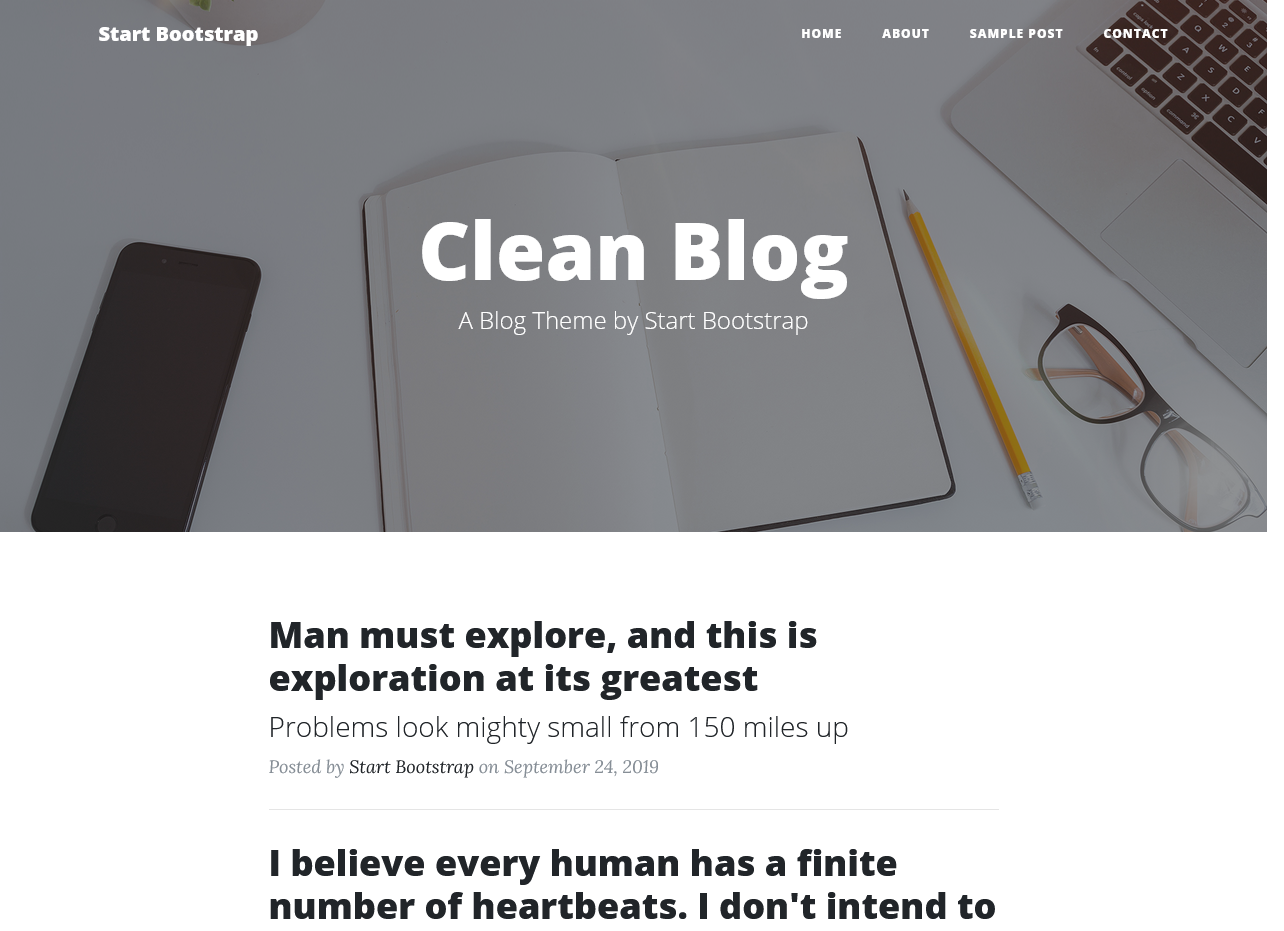 Start Bootstrap
HOME ABOUT SAMPLE POST CONTACT
Clean Blog
A Blog Theme by Start Bootstrap
Man must explore, and this is
exploration at its greatest
Problems look mighty small from 150 miles up
Posted by Start Bootstrap on September 24, 2019
I believe every human has a finite
number of heartbeats. I don't intend to